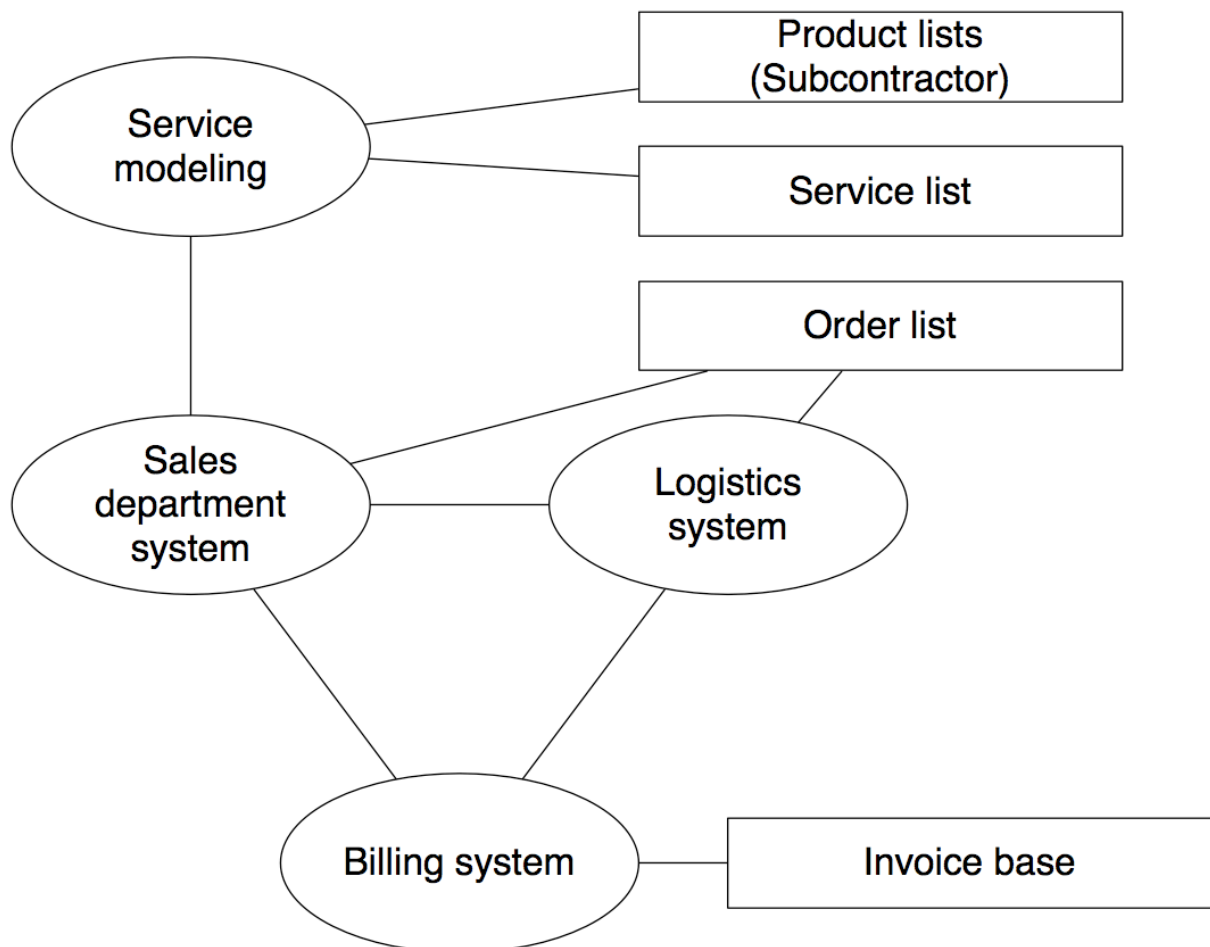 Product lists
(Subcontractor)
Service
modeling
Service list
Order list
Sales
department
system
Logistics
system
Billing system
Invoice base